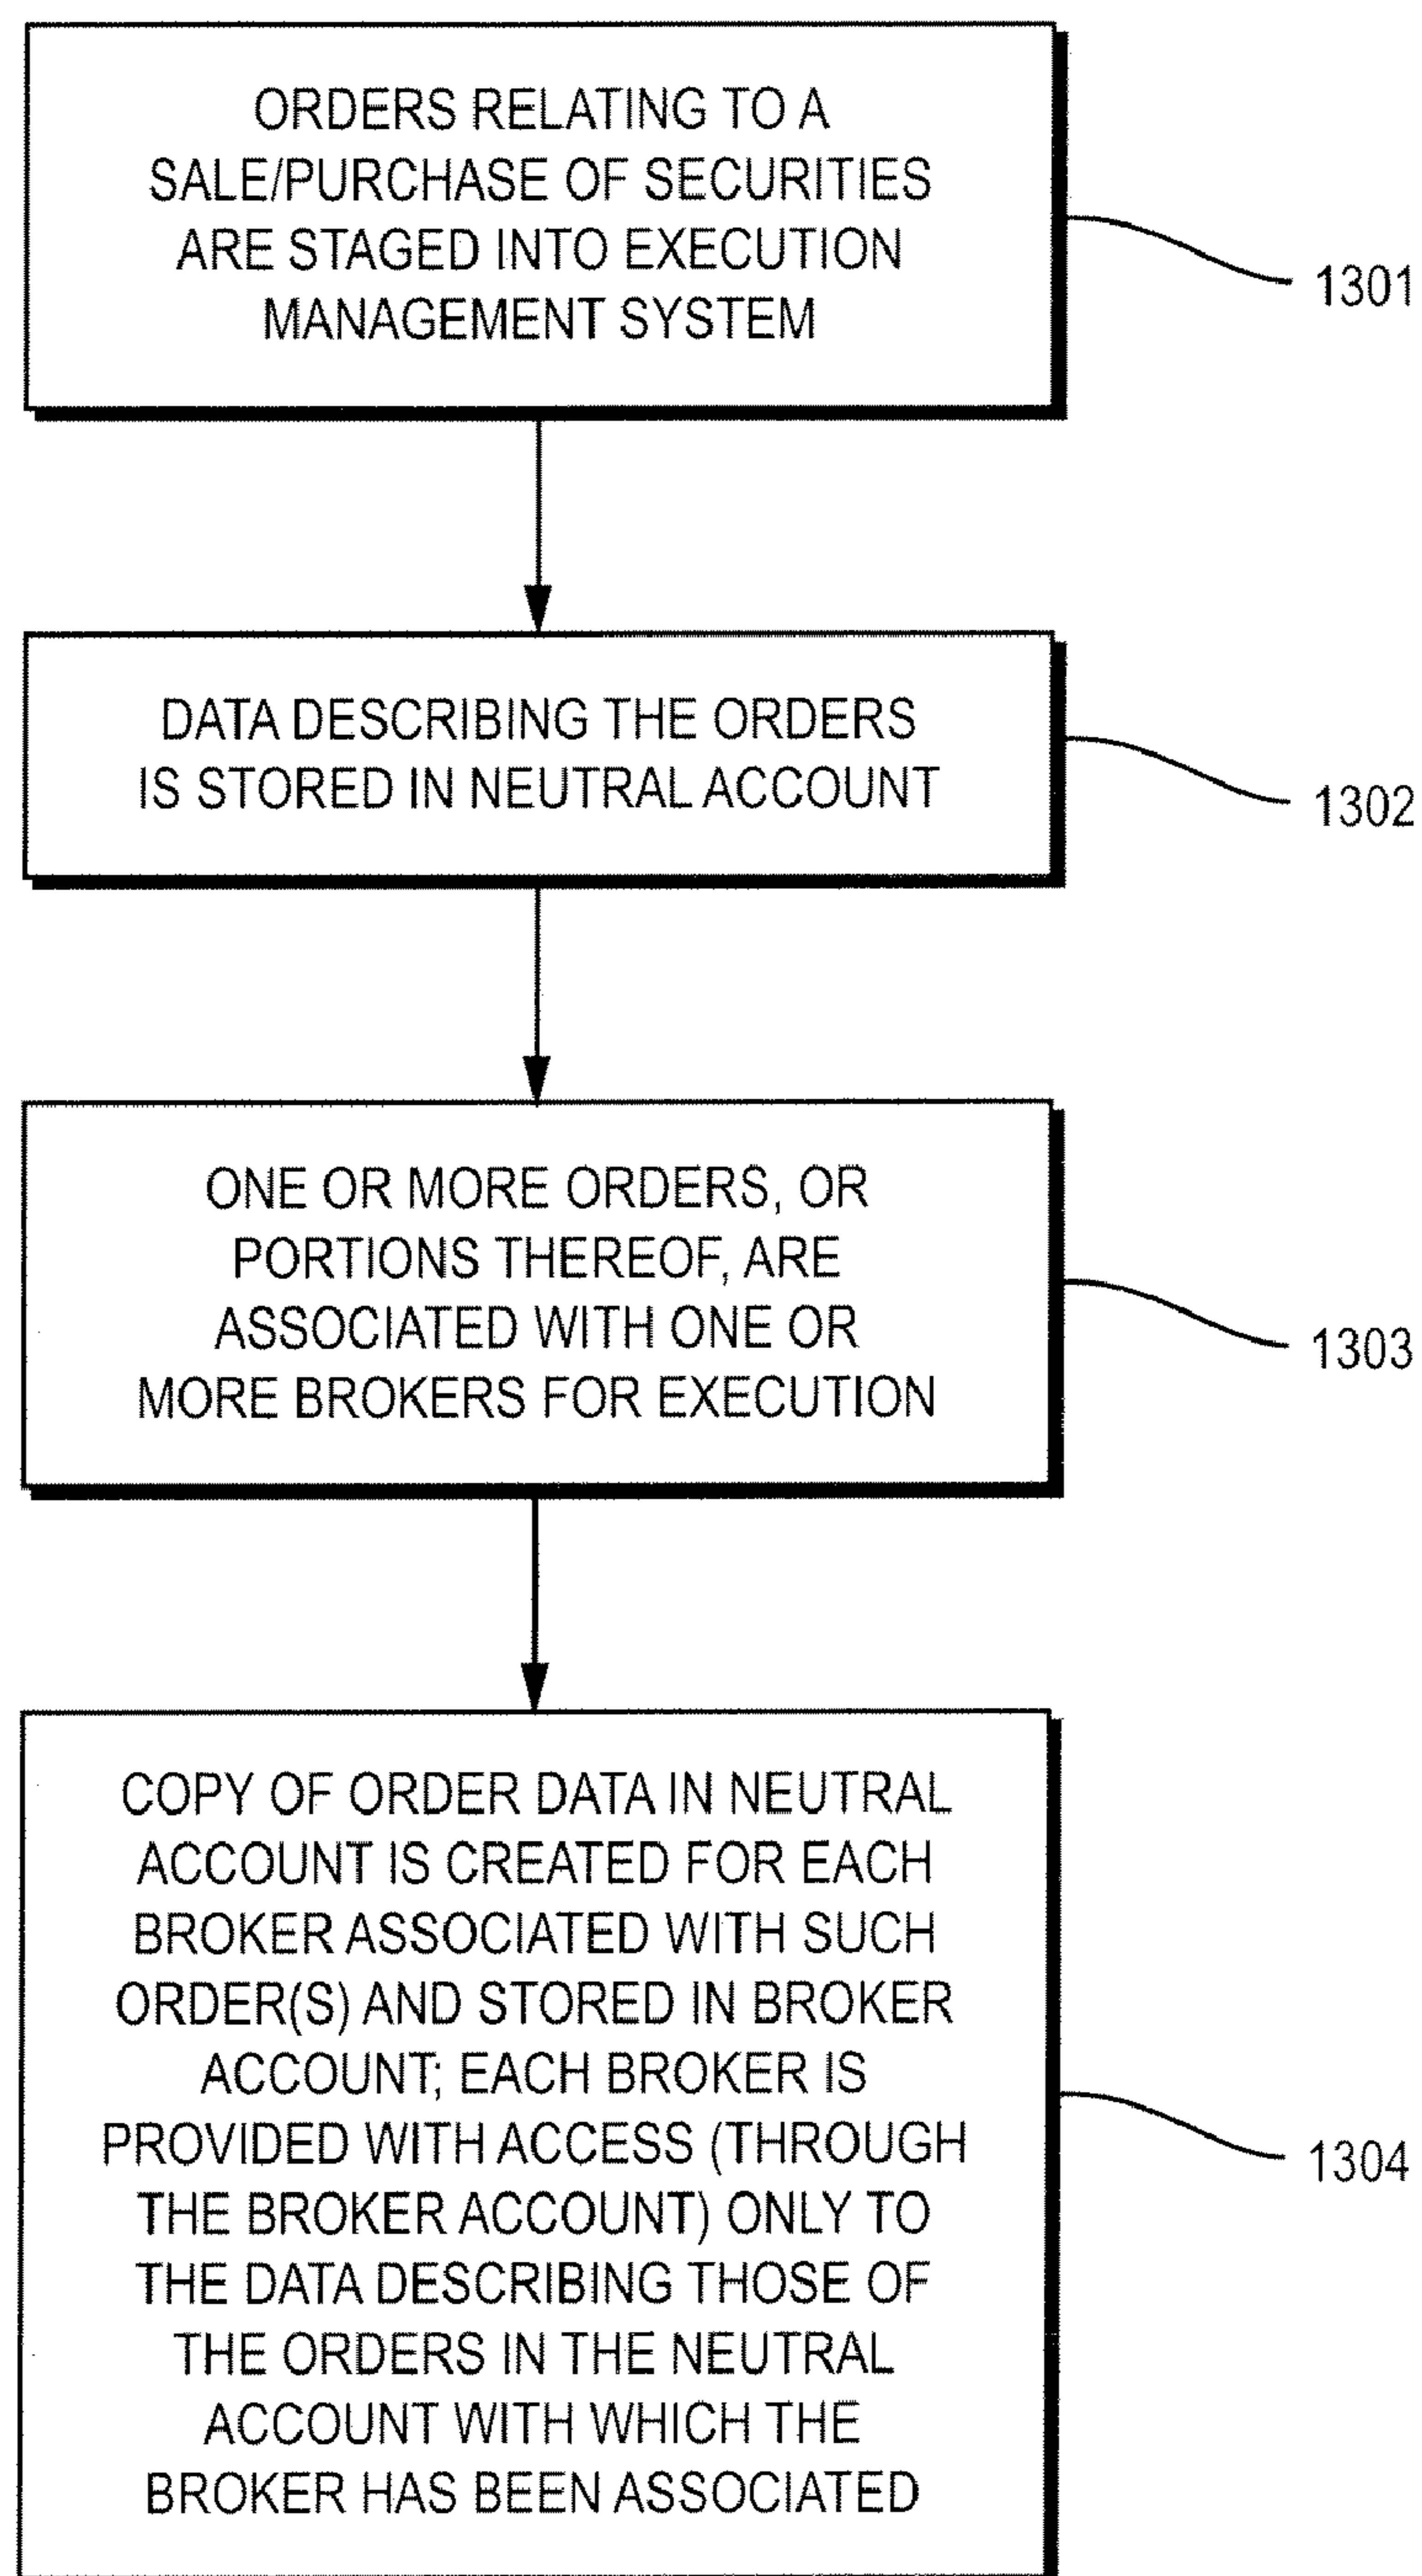 ORDERS RELATING TO A
SALE/PURCHASE OF SECURITIES
ARE STAGED INTO EXECUTION
MANAGEMENT SYSTEM
1301
DATA DESCRIBING THE ORDERS
IS STORED IN NEUTRAL ACCOUNT
1302
ONE OR MORE ORDERS, OR
PORTIONS THEREOF, ARE
ASSOCIATED WITH ONE OR
MORE BROKERS FOR EXECUTION
1303
COPY OF ORDER DATA IN NEUTRAL
ACCOUNT IS CREATED FOR EACH
BROKER ASSOCIATED WITH SUCH
ORDER(S) AND STORED IN BROKER
ACCOUNT; EACH BROKER IS
PROVIDED WITH ACCESS (THROUGH
THE BROKER ACCOUNT) ONLY TO
THE DATA DESCRIBING THOSE OF
THE ORDERS IN THE NEUTRAL
ACCOUNT WITH WHICH THE
BROKER HAS BEEN ASSOCIATED
1304